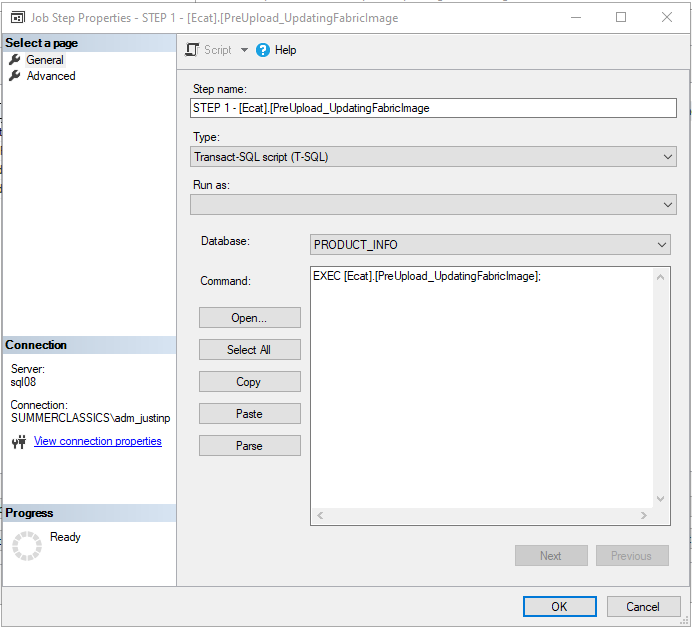 Job Step Properties - STEP 1 - [Ecat].[PreUpload_UpdatingFabricImage
Select a page
General
Advanced
Script
Help
Step name:
STEP 1 - [Ecat].[PreUpload_UpdatingFabricImage
Type:
Transact-SQL script (T-SQL)
Run as:
Database:
PRODUCT_INFO
Command:
EXEC [Ecat].[PreUpload_UpdatingFabricImage];
Open...
Select All
Copy
Paste
Parse
Connection
Server:
sql08
Connection:
SUMMERCLASSICS\adm_justinp
View connection properties
Progress
Ready
Next
Previous
OK
Cancel